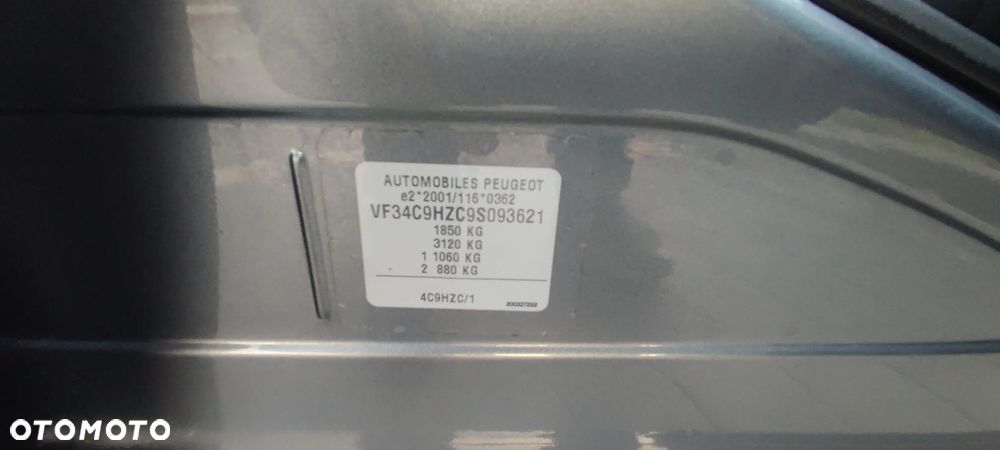 AUTOMOBILES PEUGEOT
e2*2001/116*0362
VF34C9HZC9S093621
1850 KG
3120 KG
1 1060 KG
2 880 KG
4C9HZC/1
OTOMOTO